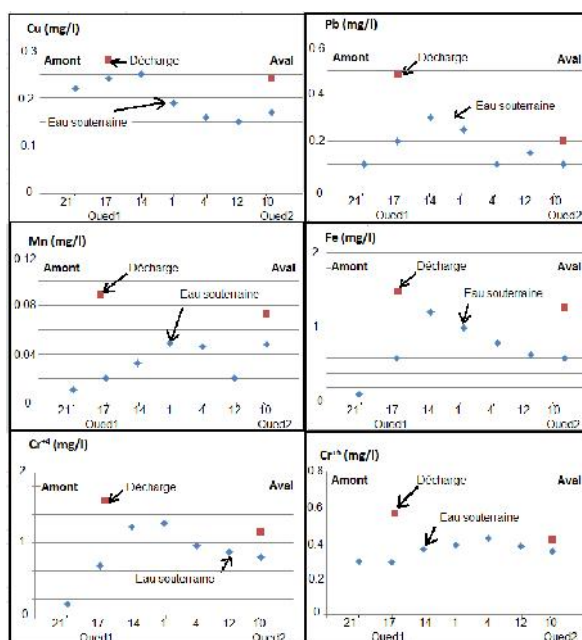 Cu (mg/l)
0.3
Amont
Décharge
Aval
0.2
Eau souterraine
0.1
0
21 17 14 1 4 12 10
Oued1 Oued2
Pb (mg/l)
0.6
Amont
Décharge
Aval
0.4
Eau souterraine
0.2
0
21 17 14 1 4 12 10
Oued1 Oued2
Mn (mg/l)
0.12
Amont
Décharge
Aval
Eau souterraine
0.08
0.04
0
21 17 14 1 4 12 10
Oued1 Oued2
Fe (mg/l)
2
Amont
Aval
Décharge
Eau souterraine
1
0
21 17 14 1 4 12 10
Oued1 Oued2
(mg/l)
2
Amont
Décharge
Aval
1
Eau souterraine
0
21 17 14 1 4 12 10
Oued1 Oued2
(mg/l)
0.8
Amont
Décharge
Aval
0.6
Eau souterraine
0.4
0.2
0
21 17 14 1 4 12 10
Oued1 Oued2